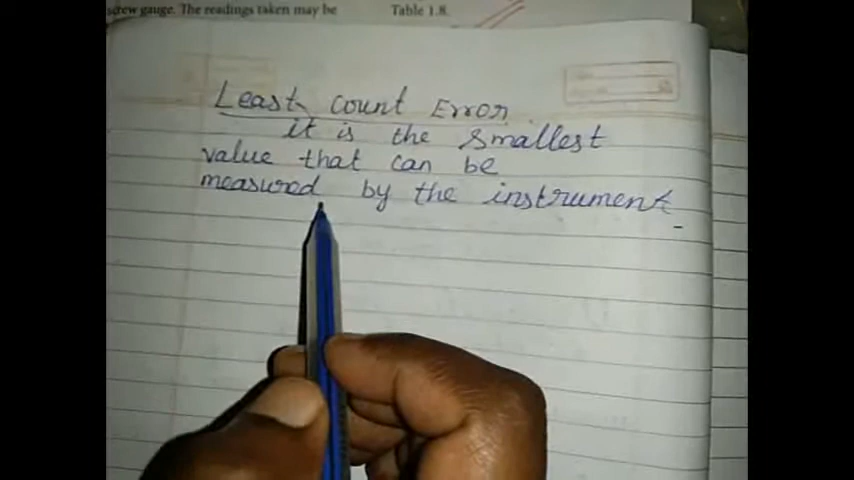 screw gauge. The readings taken may be Table 1.8.
Least count Error
it is the smallest
value that can be
measured by the instrument